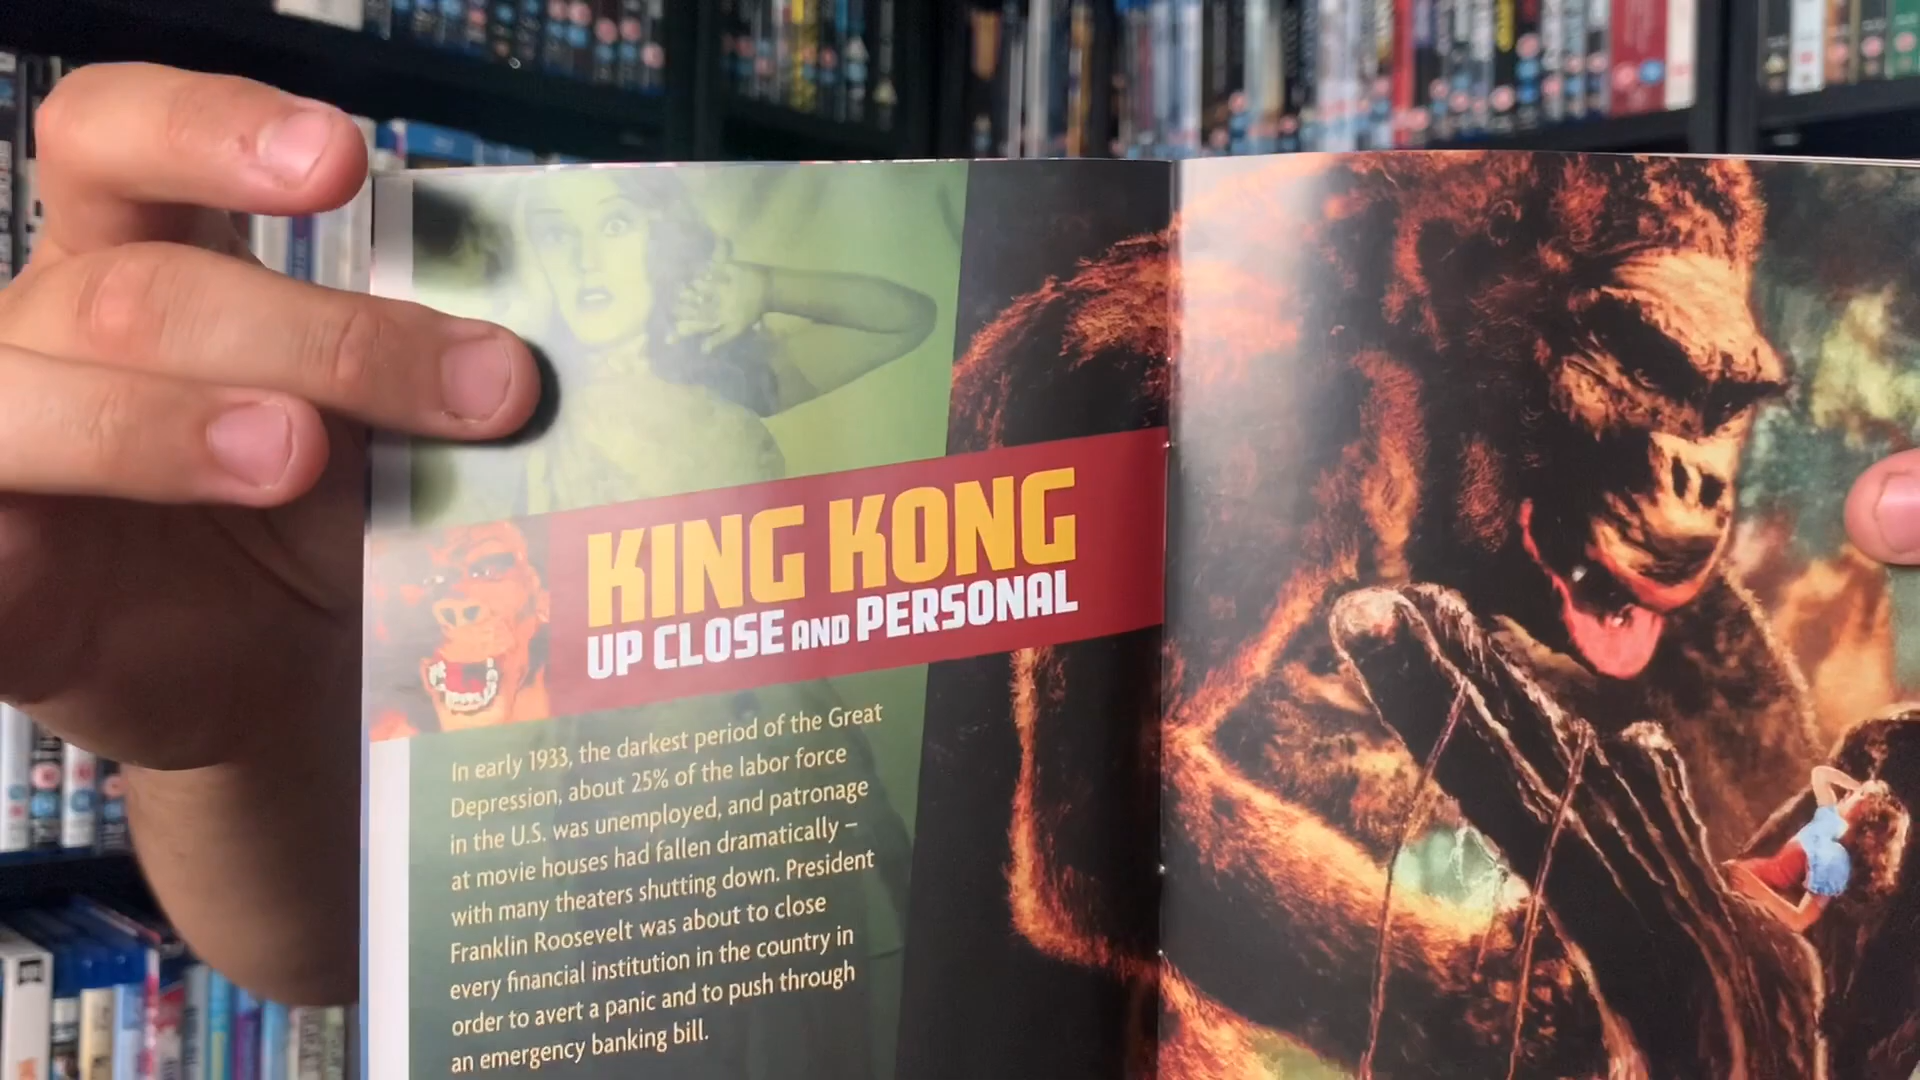 KING KONG
UP CLOSE AND PERSONAL
In early 1933, the darkest period of the Great
Depression, about 25% of the labor force
in the U.S. was unemployed, and patronage
at movie houses had fallen dramatically –
with many theaters shutting down. President
Franklin Roosevelt was about to close
every financial institution in the country in
order to avert a panic and to push through
an emergency banking bill.